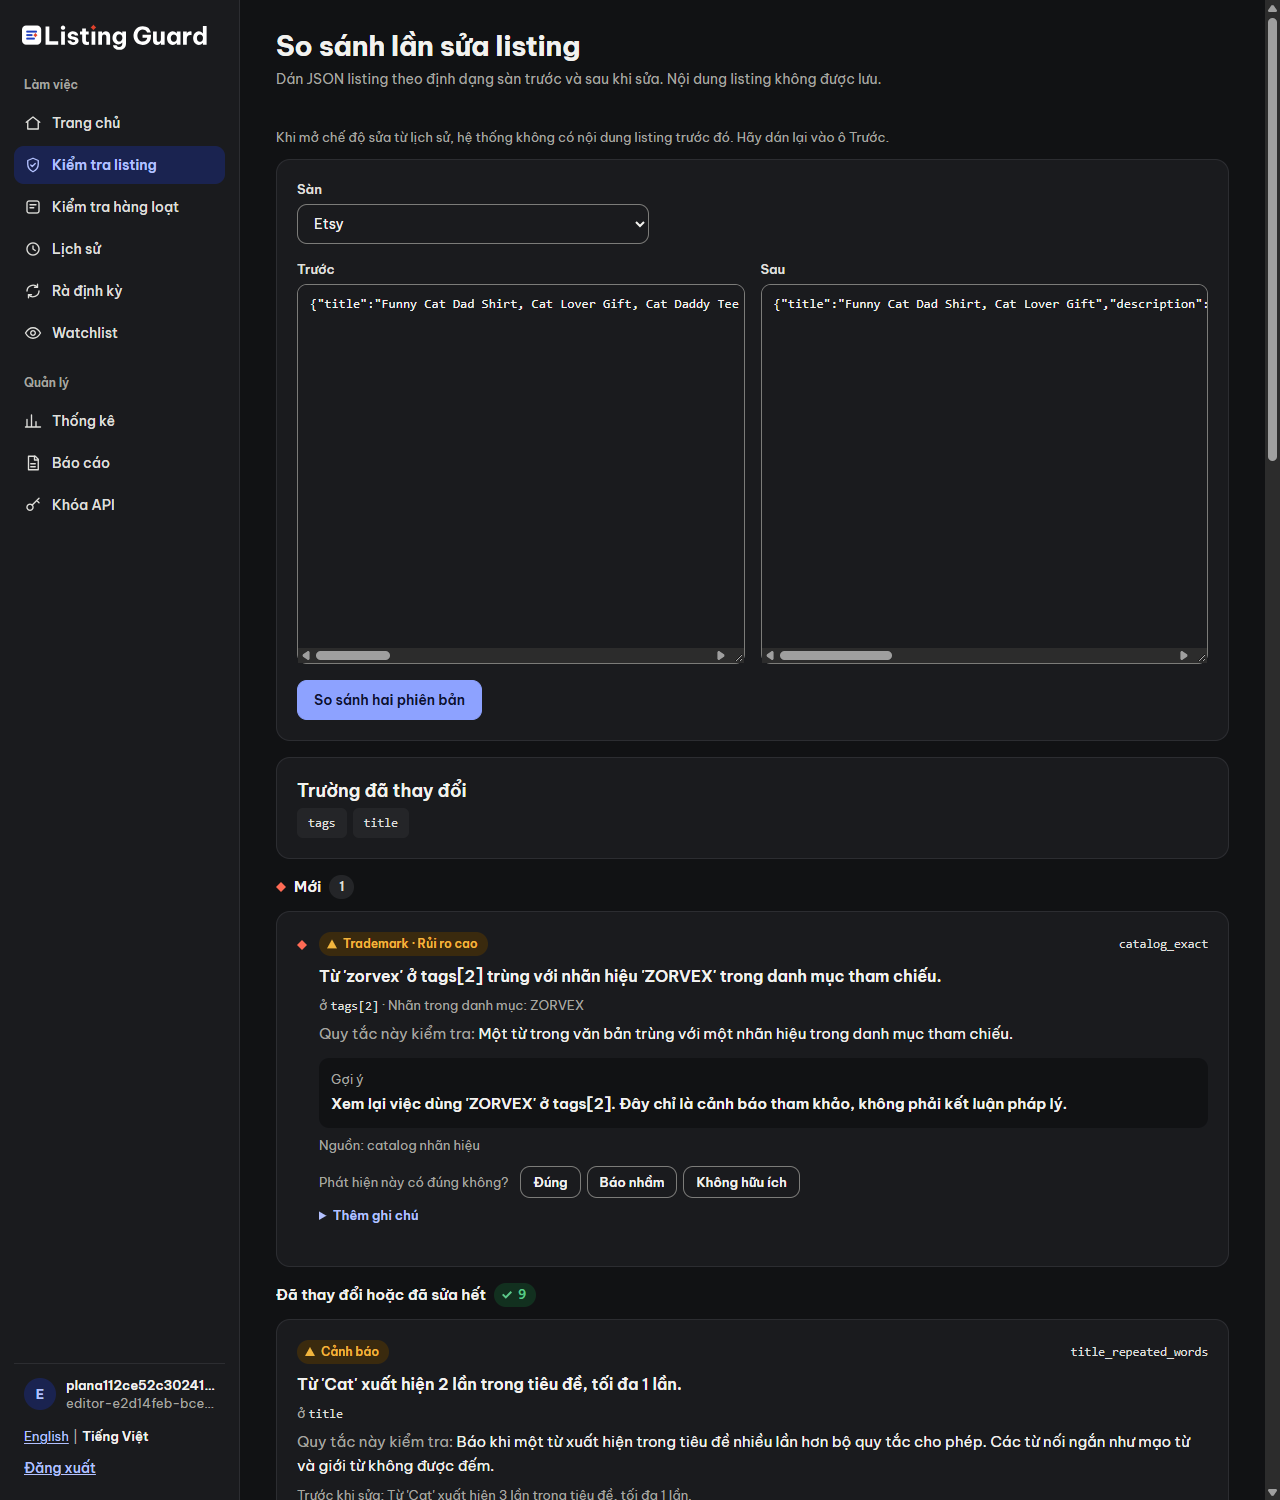 Listing Guard
Làm việc
Trang chủ
Kiểm tra listing
Kiểm tra hàng loạt
Lịch sử
Rà định kỳ
Watchlist
Quản lý
Thống kê
Báo cáo
Khóa API
plana112ce52c30241...
E
editor-e2d14feb-bce...
English | Tiếng Việt
Đăng xuất
So sánh lần sửa listing
Dán JSON listing theo định dạng sàn trước và sau khi sửa. Nội dung listing không được lưu.
Khi mở chế độ sửa từ lịch sử, hệ thống không có nội dung listing trước đó. Hãy dán lại vào ô Trước.
Sàn
Etsy
Trước
{"title":"Funny Cat Dad Shirt, Cat Lover Gift, Cat Daddy Tee
Sau
{"title":"Funny Cat Dad Shirt, Cat Lover Gift","description":
So sánh hai phiên bản
Trường đã thay đổi
tags title
Mới 1
Trademark · Rủi ro cao
catalog_exact
Từ 'zorvex' ở tags[2] trùng với nhãn hiệu 'ZORVEX' trong danh mục tham chiếu.
ở tags[2] · Nhãn trong danh mục: ZORVEX
Quy tắc này kiểm tra: Một từ trong văn bản trùng với một nhãn hiệu trong danh mục tham chiếu.
Gợi ý
Xem lại việc dùng 'ZORVEX' ở tags[2]. Đây chỉ là cảnh báo tham khảo, không phải kết luận pháp lý.
Nguồn: catalog nhãn hiệu
Phát hiện này có đúng không? Đúng Báo nhầm Không hữu ích
Thêm ghi chú
Đã thay đổi hoặc đã sửa hết 9
Cảnh báo
title_repeated_words
Từ 'Cat' xuất hiện 2 lần trong tiêu đề, tối đa 1 lần.
ở title
Quy tắc này kiểm tra: Báo khi một từ xuất hiện trong tiêu đề nhiều lần hơn bộ quy tắc cho phép. Các từ nối ngắn như mạo từ
và giới từ không được đếm.
Trước khi sửa: Từ 'Cat' xuất hiện 3 lần trong tiêu đề, tối đa 1 lần.